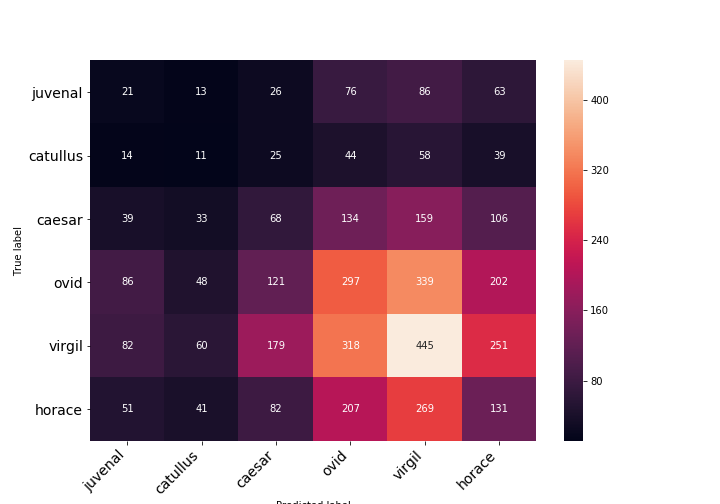 juvenal 21 13 26 76 86 63
catullus 14 11 25 44 58 39
caesar 39 33 68 134 159 106
ovid 86 48 121 297 339 202
virgil 82 60 179 318 445 251
horace 51 41 82 207 269 131
True label
juvenal catullus caesar ovid virgil horace
Predicted label
400
320
240
160
80